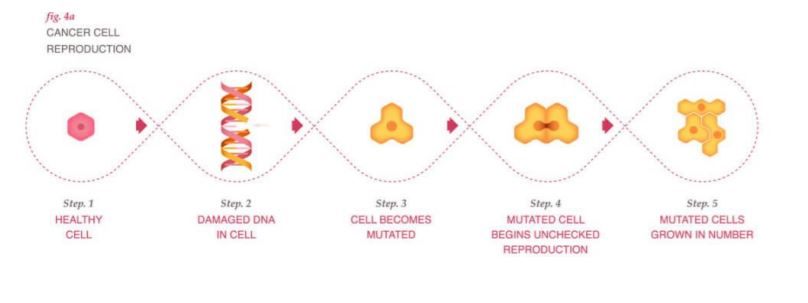 fig. 4a
CANCER CELL
REPRODUCTION
Step. 1
HEALTHY
CELL
Step. 2
DAMAGED DNA
IN CELL
Step. 3
CELL BECOMES
MUTATED
Step. 4
MUTATED CELL
BEGINS UNCHECKED
REPRODUCTION
Step. 5
MUTATED CELLS
GROWN IN NUMBER